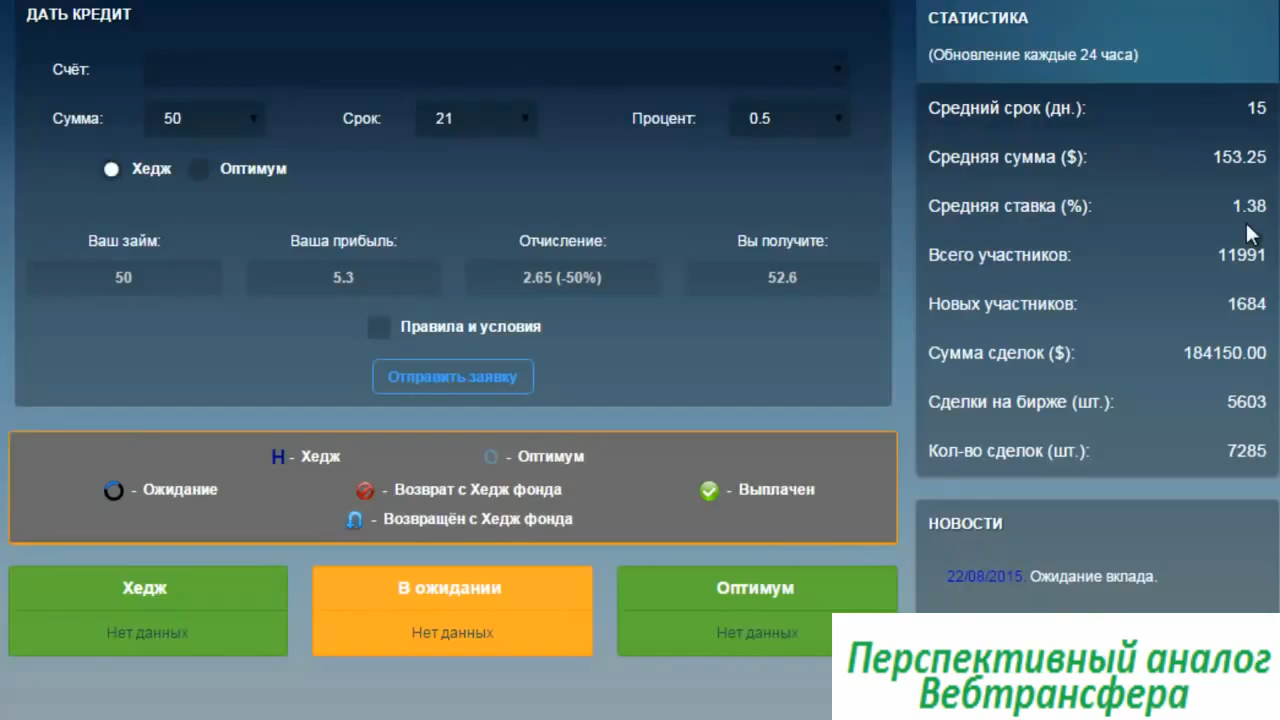 ДАТЬ КРЕДИТ
Счёт:
Сумма: 50 Срок: 21 Процент: 0.5
Хедж Оптимум
Ваш займ: Ваша прибыль: Отчисление: Вы получите:
50 5.3 2.65 (-50%) 52.6
Правила и условия
Отправить заявку
H - Хедж O - Оптимум
- Ожидание - Возврат с Хедж фонда - Выплачен
- Возвращён с Хедж фонда
Хедж В ожидании Оптимум
Нет данных Нет данных Нет данных
СТАТИСТИКА
(Обновление каждые 24 часа)
Средний срок (дн.): 15
Средняя сумма ($): 153.25
Средняя ставка (%): 1.38
Всего участников: 11991
Новых участников: 1684
Сумма сделок ($): 184150.00
Сделки на бирже (шт.): 5603
Кол-во сделок (шт.): 7285
НОВОСТИ
22/08/2015. Ожидание вклада.
Перспективный аналог
Вебтрансфера